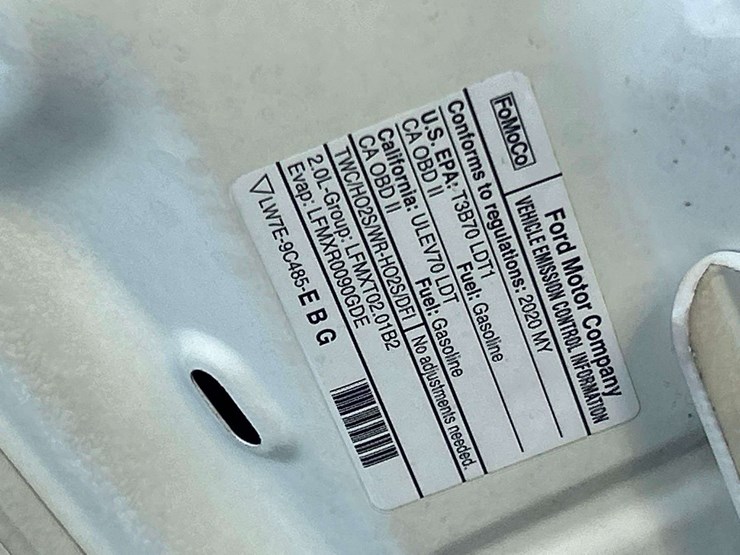 FoMoCo
Ford Motor Company
VEHICLE EMISSION CONTROL INFORMATION
Conforms to regulations: 2020 MY
U.S. EPA: T3B70 LDT1 Fuel: Gasoline
CA OBD II
California: ULEV70 LDT Fuel: Gasoline
CA OBD II
TWC/HO2S/WR-HO2S/DFI No adjustments needed.
2.0L-Group: LFMXT02.01B2
Evap: LFMXR0090GDE
LW7E-9C485-E B G